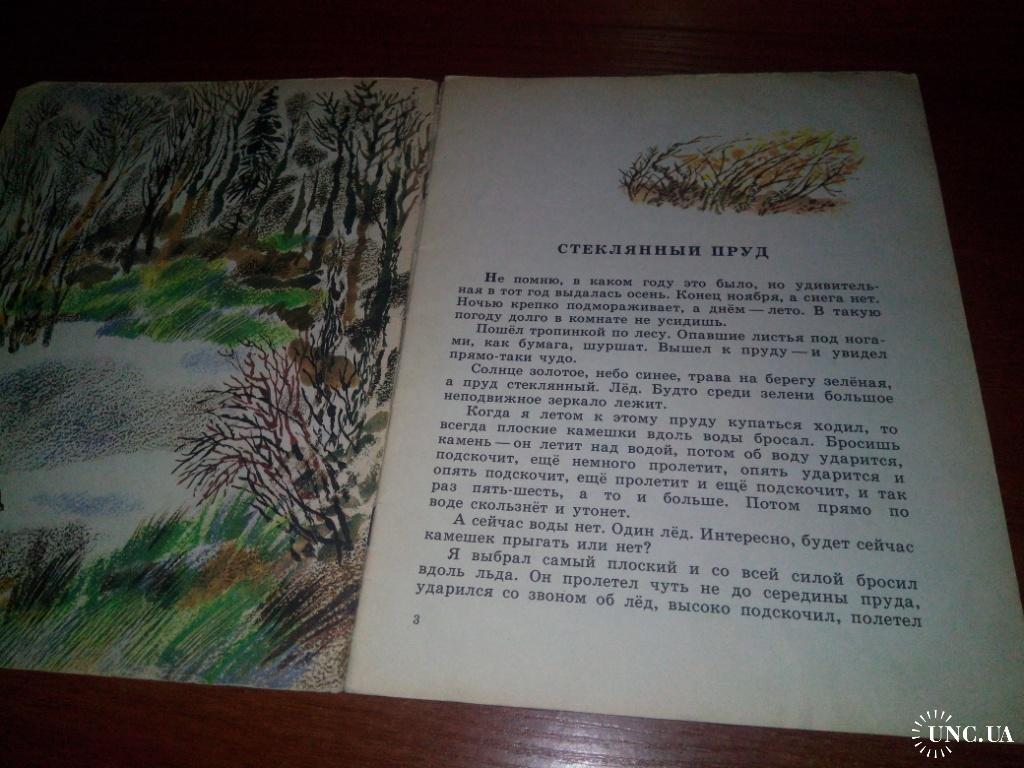 СТЕКЛЯННЫЙ ПРУД
Не помню, в каком году это было, но удивитель-
ная в тот год выдалась осень. Конец ноября, а снега нет.
Ночью крепко подмораживает, а днём — лето. В такую
погоду долго в комнате не усидишь.
Пошёл тропинкой по лесу. Опавшие листья под нога-
ми, как бумага, шуршат. Вышел к пруду — и увидел
прямо-таки чудо.
Солнце золотое, небо синее, трава на берегу зелёная,
а пруд стеклянный. Лёд. Будто среди зелени большое
неподвижное зеркало лежит.
Когда я летом к этому пруду купаться ходил, то
всегда плоские камешки вдоль воды бросал. Бросишь
камень — он летит над водой, потом об воду ударится,
подскочит, ещё немного пролетит, опять ударится и
опять подскочит, ещё пролетит и ещё подскочит, и так
раз пять-шесть, а то и больше. Потом прямо по
воде скользнёт и утонет.
А сейчас воды нет. Один лёд. Интересно, будет сейчас
камешек прыгать или нет?
Я выбрал самый плоский и со всей силой бросил
вдоль льда. Он пролетел чуть не до середины пруда,
ударился со звоном об лёд, высоко подскочил, полетел
3
UNC.UA